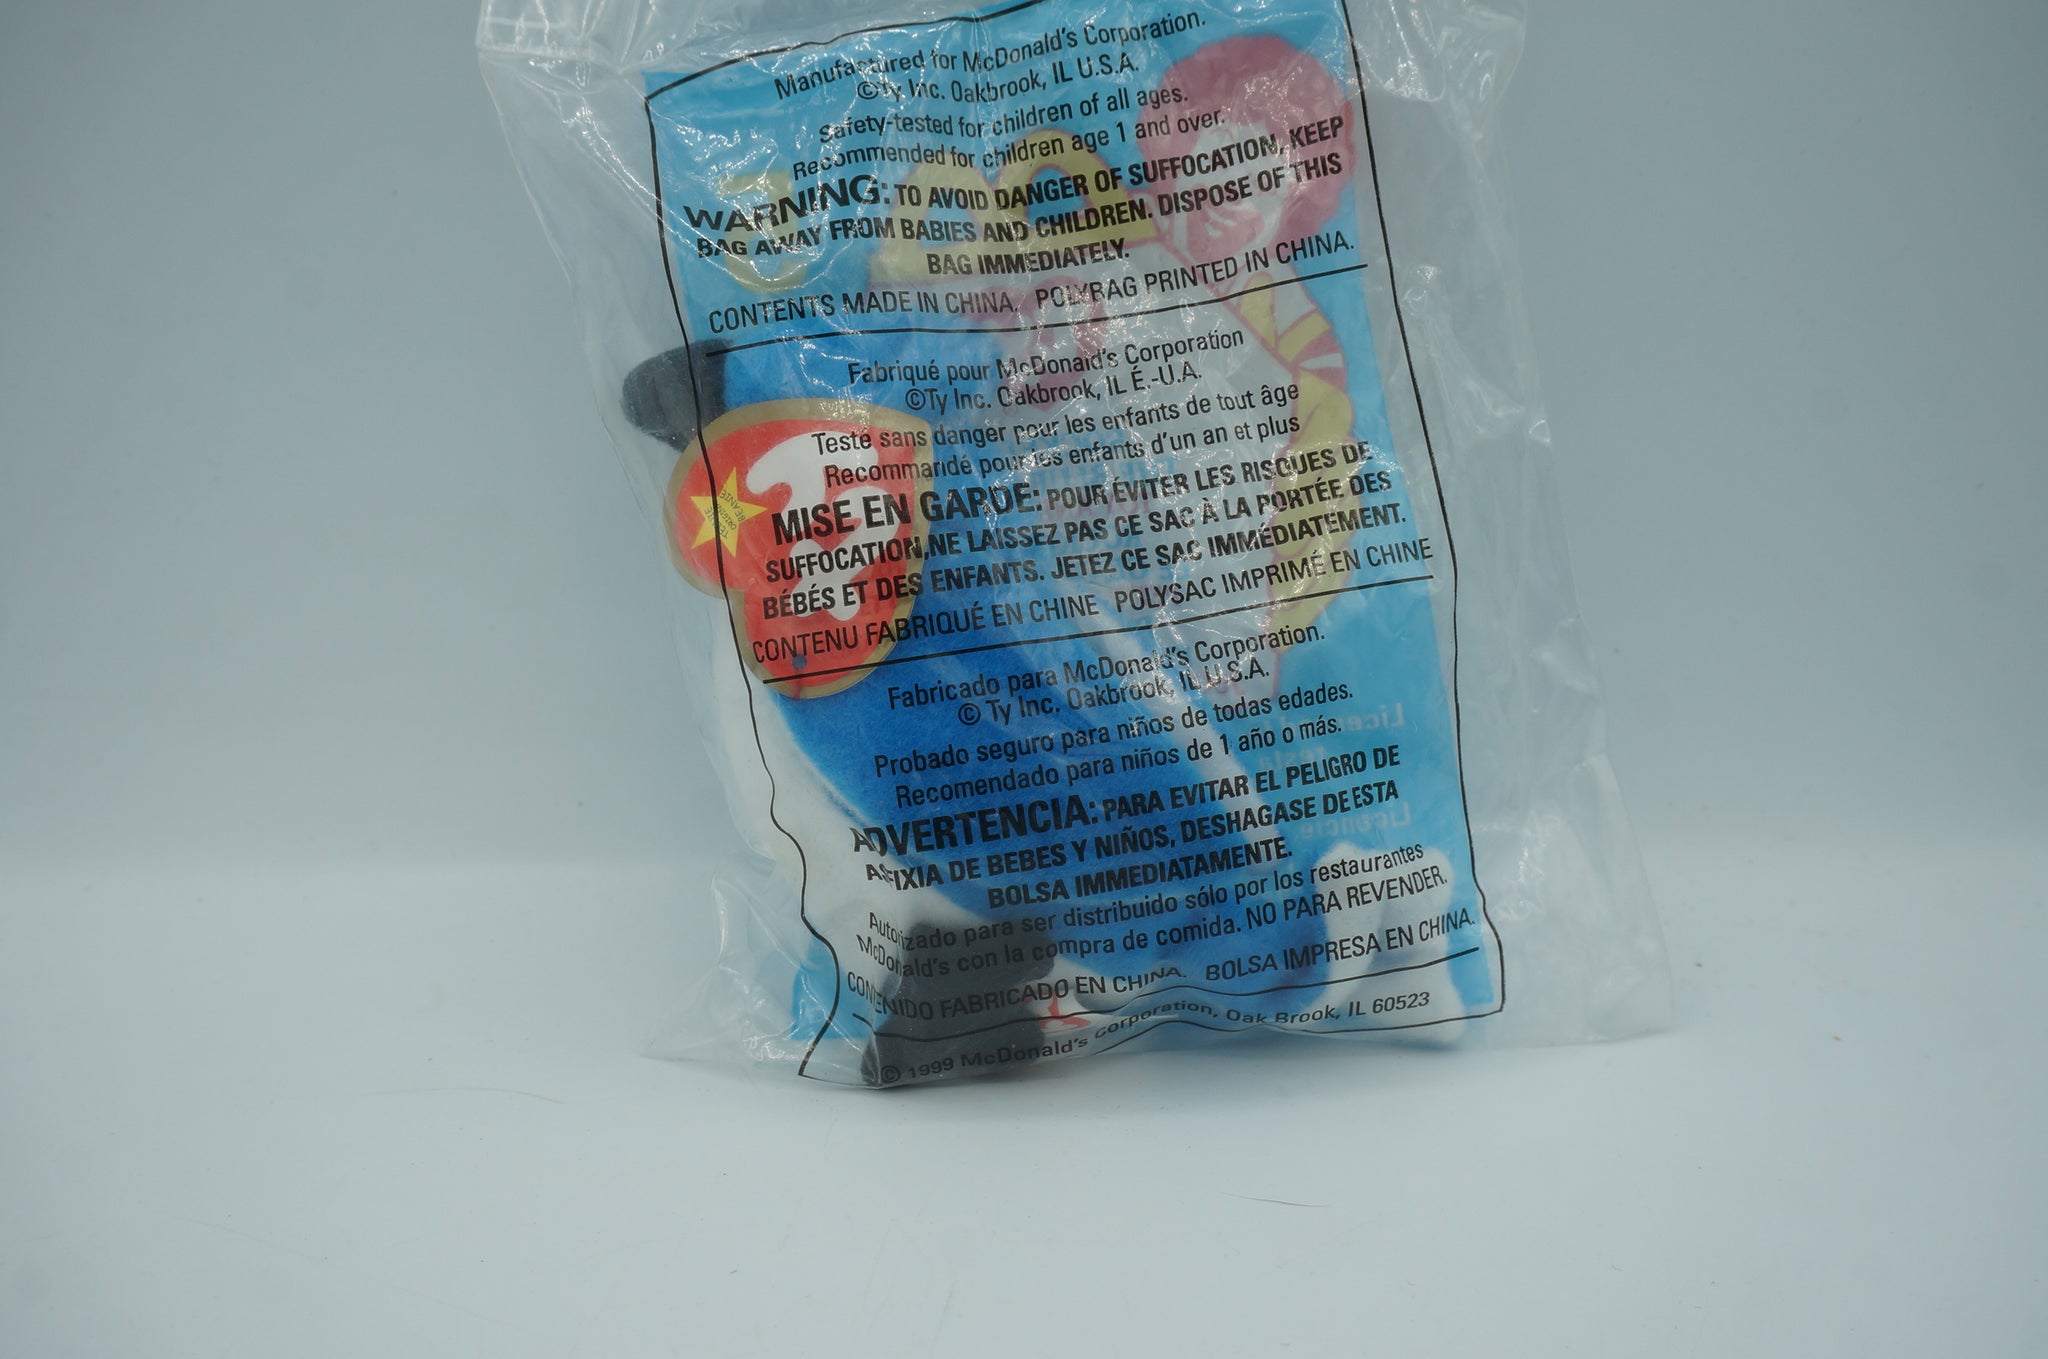 Manufactured for McDonald's Corporation.
©Ty Inc. Oakbrook, IL U.S.A.
Safety-tested for children of all ages.
Recommended for children age 1 and over.
WARNING: TO AVOID DANGER OF SUFFOCATION, KEEP
BAG AWAY FROM BABIES AND CHILDREN. DISPOSE OF THIS
BAG IMMEDIATELY.
CONTENTS MADE IN CHINA. POLYBAG PRINTED IN CHINA.
Fabriqué pour McDonald's Corporation
©Ty Inc. Oakbrook, IL É.-U.A.
Testé sans danger pour les enfants de tout âge
Recommandé pour les enfants d'un an et plus
MISE EN GARDE: POUR ÉVITER LES RISQUES DE
SUFFOCATION,NE LAISSEZ PAS CE SAC À LA PORTÉE DES
BÉBÉS ET DES ENFANTS. JETEZ CE SAC IMMÉDIATEMENT.
CONTENU FABRIQUÉ EN CHINE POLYSAC IMPRIMÉ EN CHINE
Fabricado para McDonald's Corporation.
© Ty Inc. Oakbrook, IL U.S.A.
Probado seguro para niños de todas edades.
Recomendado para niños de 1 año o más.
ADVERTENCIA: PARA EVITAR EL PELIGRO DE
ASFIXIA DE BEBES Y NIÑOS, DESHAGASE DE ESTA
BOLSA IMMEDIATAMENTE.
Autorizado para ser distribuido sólo por los restaurantes
McDonald's con la compra de comida. NO PARA REVENDER.
CONTENIDO FABRICADO EN CHINA. BOLSA IMPRESA EN CHINA.
© 1999 McDonald's Corporation, Oak Brook, IL 60523
ty
BEANIE